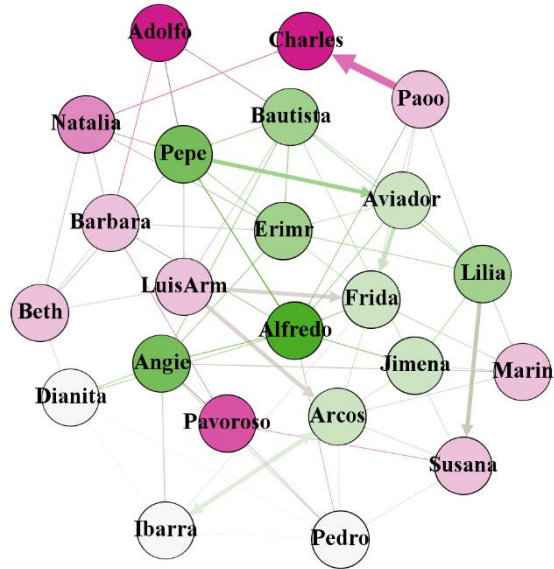 Adolfo
Charles
Paoo
Natalia
Bautista
Pepe
Aviador
Barbara
Erimr
Lilia
LuisArm
Frida
Beth
Alfredo
Angie
Jimena
Marin
Dianita
Pavoroso
Arcos
Susana
Ibarra
Pedro